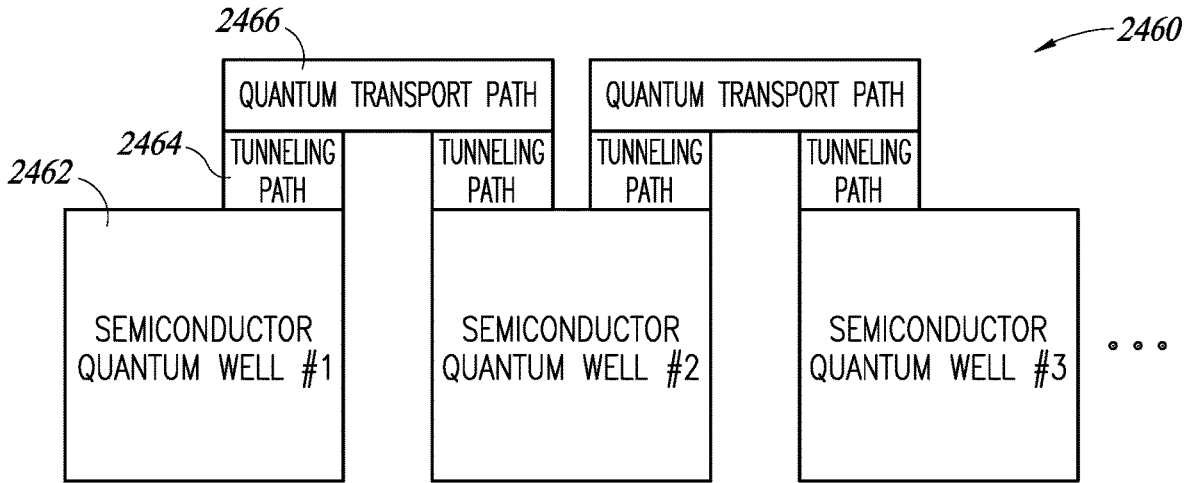 2466
2460
QUANTUM TRANSPORT PATH
QUANTUM TRANSPORT PATH
2464
TUNNELING
PATH
TUNNELING
PATH
TUNNELING
PATH
TUNNELING
PATH
2462
SEMICONDUCTOR
QUANTUM WELL #1
SEMICONDUCTOR
QUANTUM WELL #2
SEMICONDUCTOR
QUANTUM WELL #3